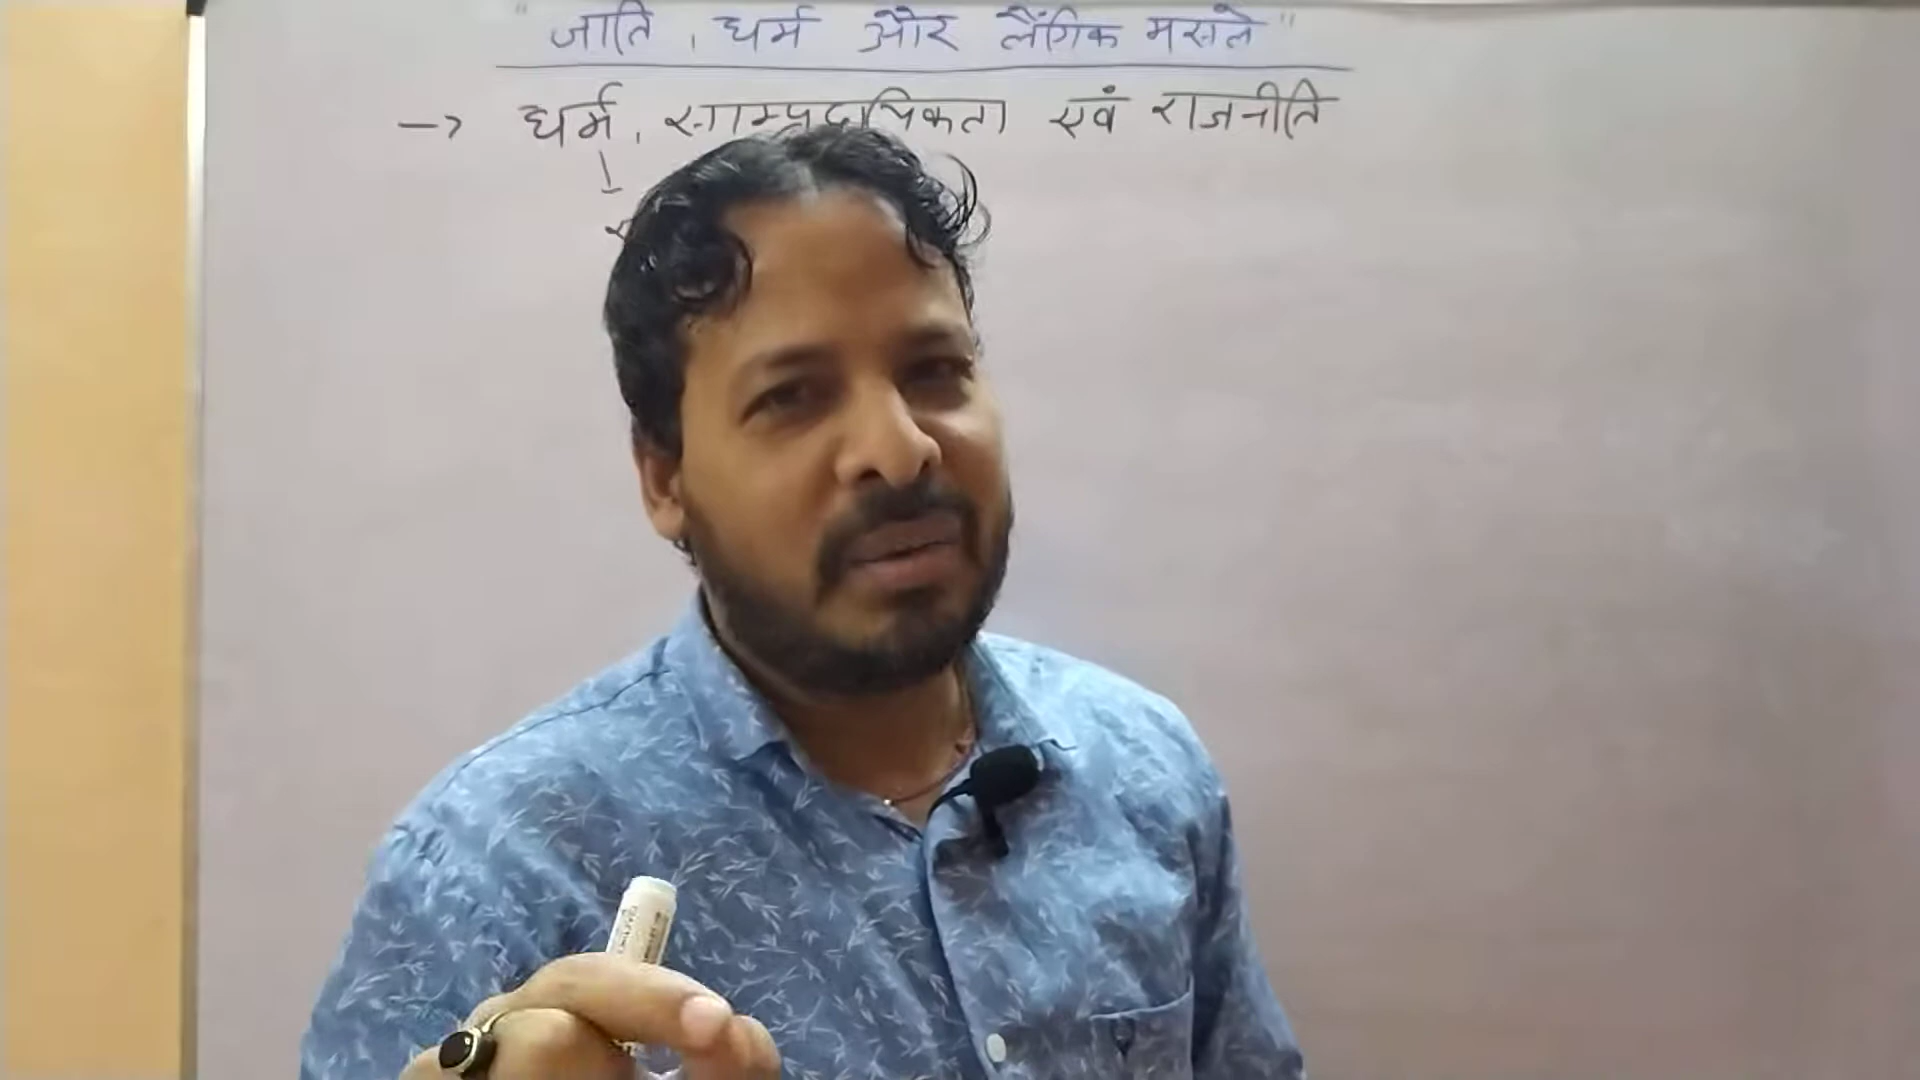 "जाति, धर्म और लैंगिक मसले"
→ धर्म, साम्प्रदायिकता एवं राजनीति